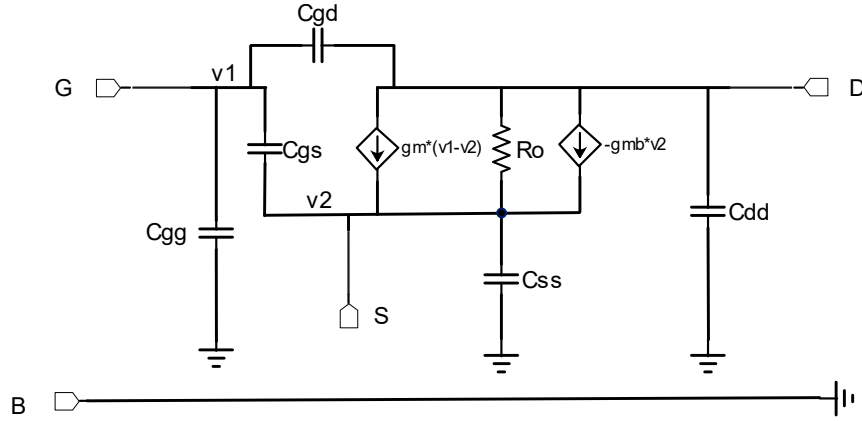 Cgd
v1
G
D
Cgs
gm*(v1-v2)
Ro
-gmb*v2
v2
Cgg
Cdd
Css
S
B